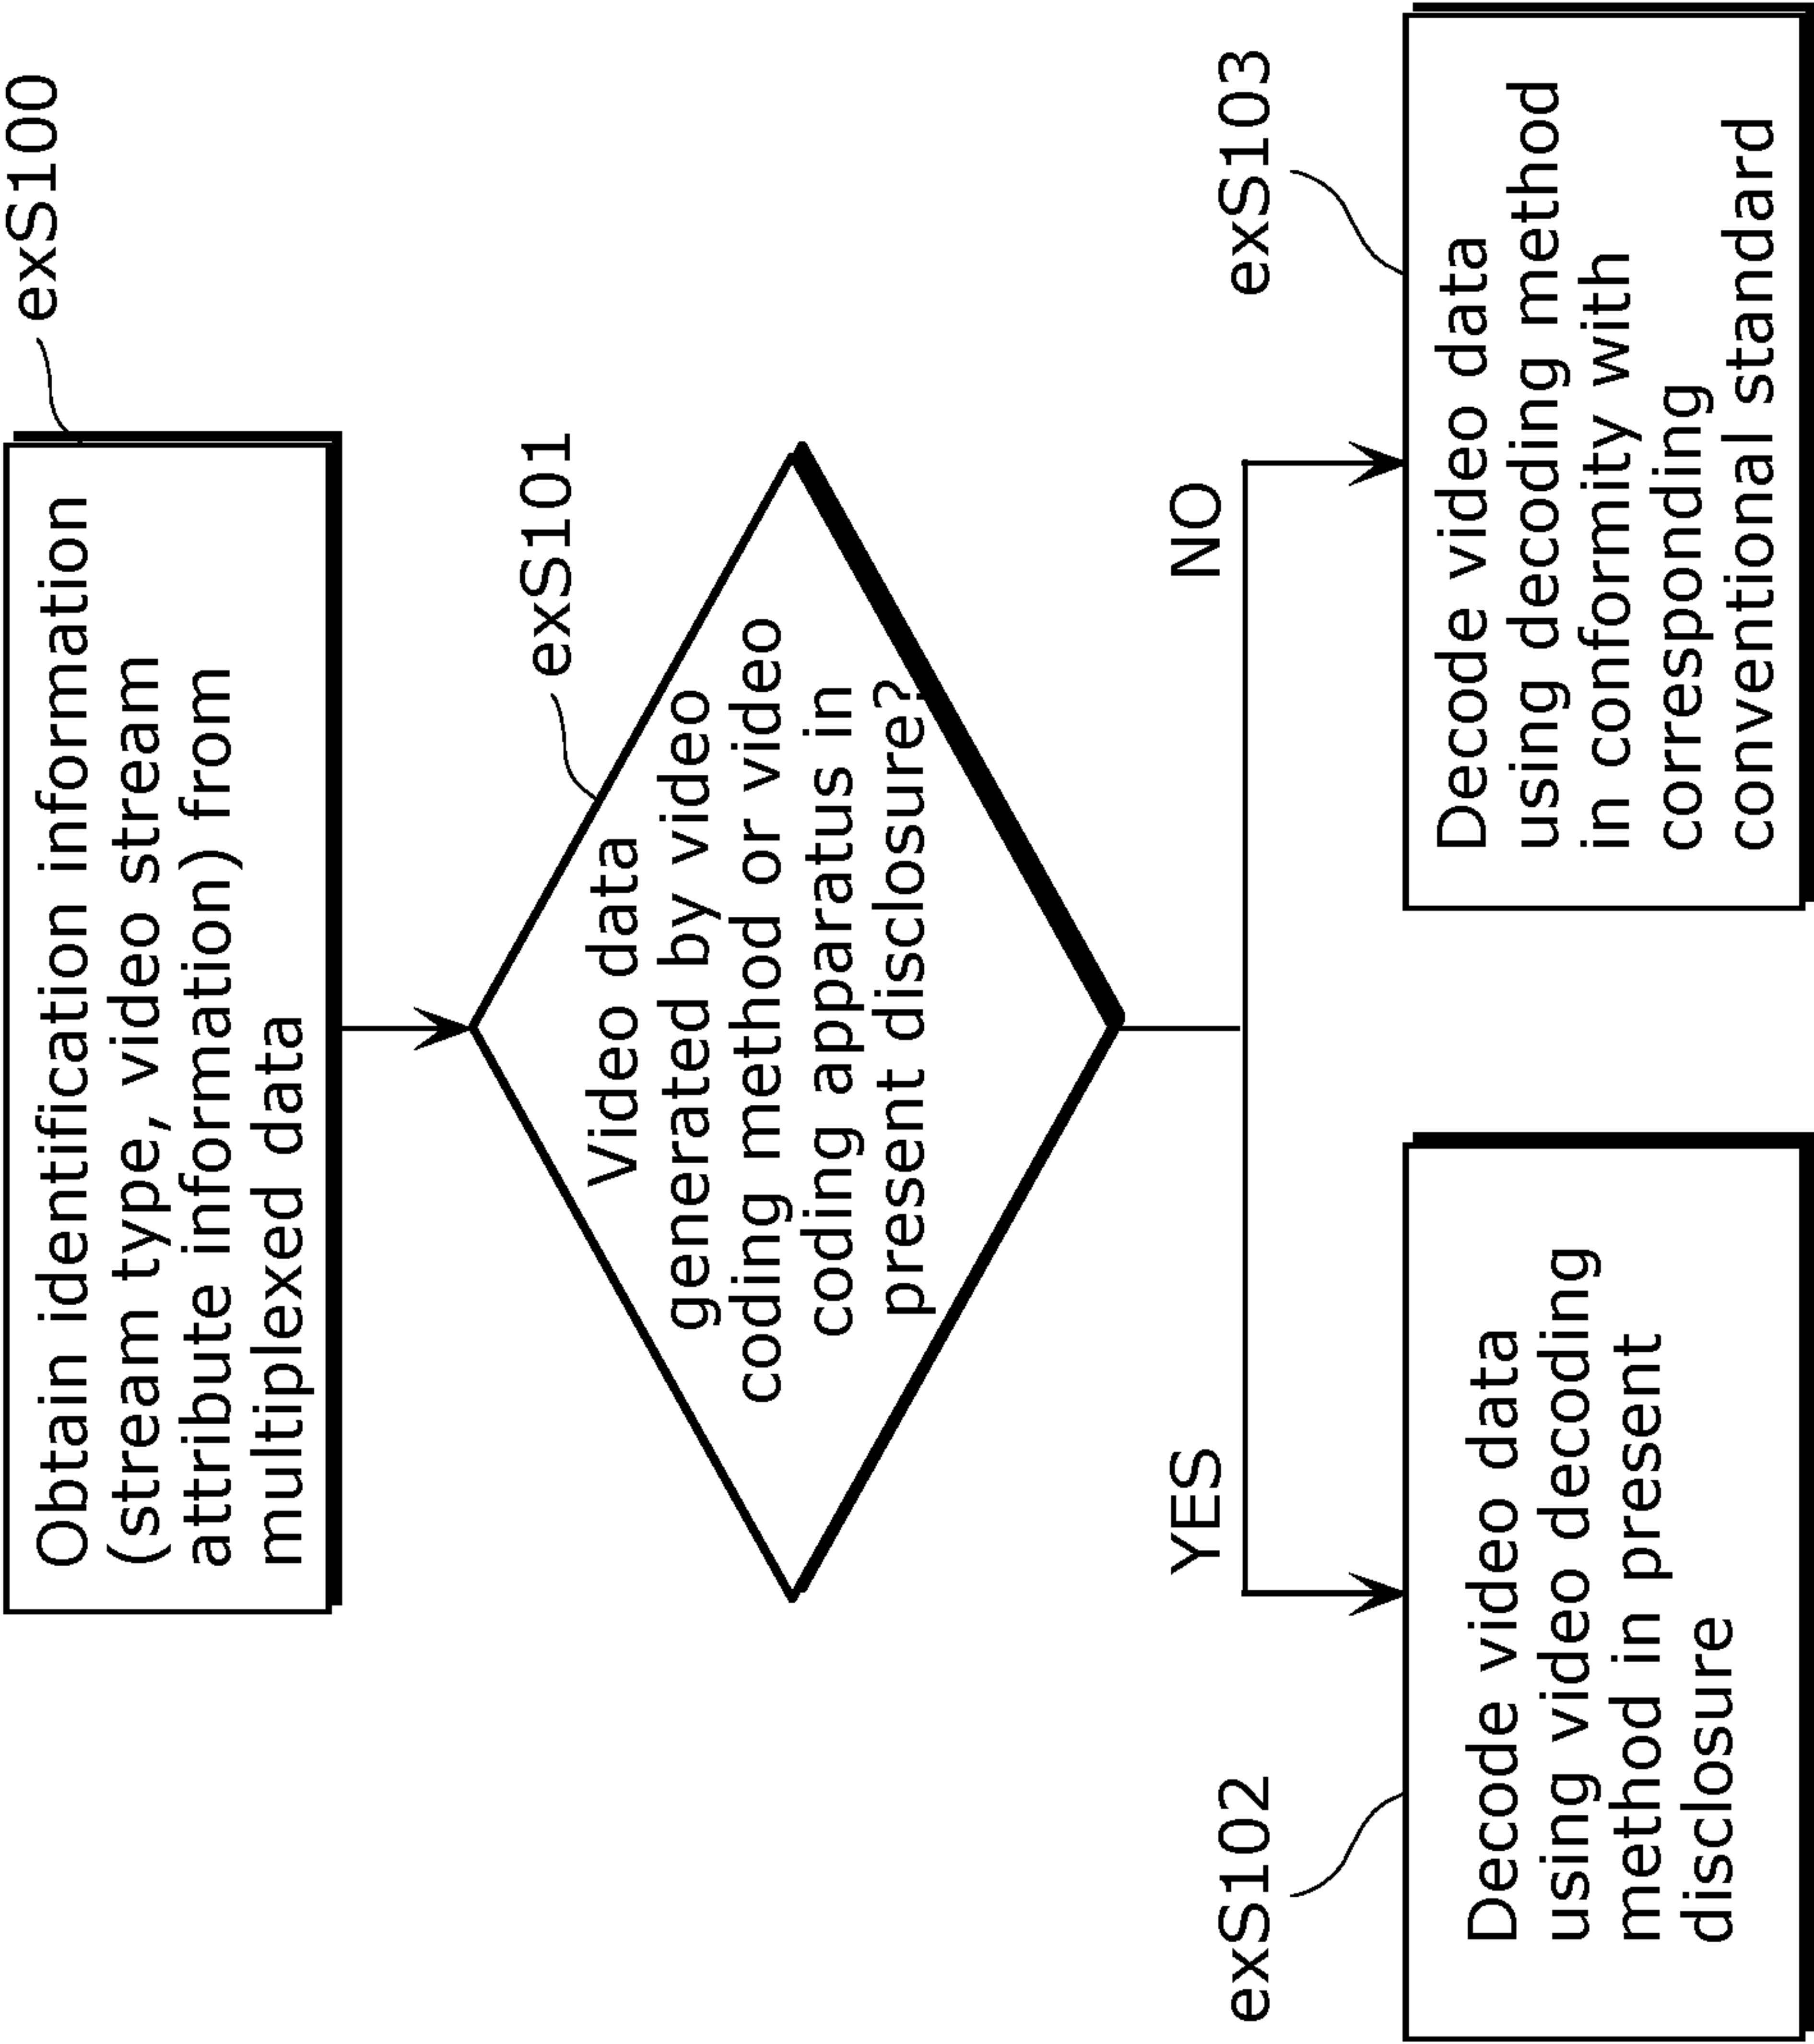 exS100
Obtain identification information
(stream type, video stream
attribute information) from
multiplexed data
exS101
Video data
generated by video
coding method or video
coding apparatus in
present disclosure?
YES
NO
exS102
Decode video data
using video decoding
method in present
disclosure
exS103
Decode video data
using decoding method
in conformity with
corresponding
conventional standard